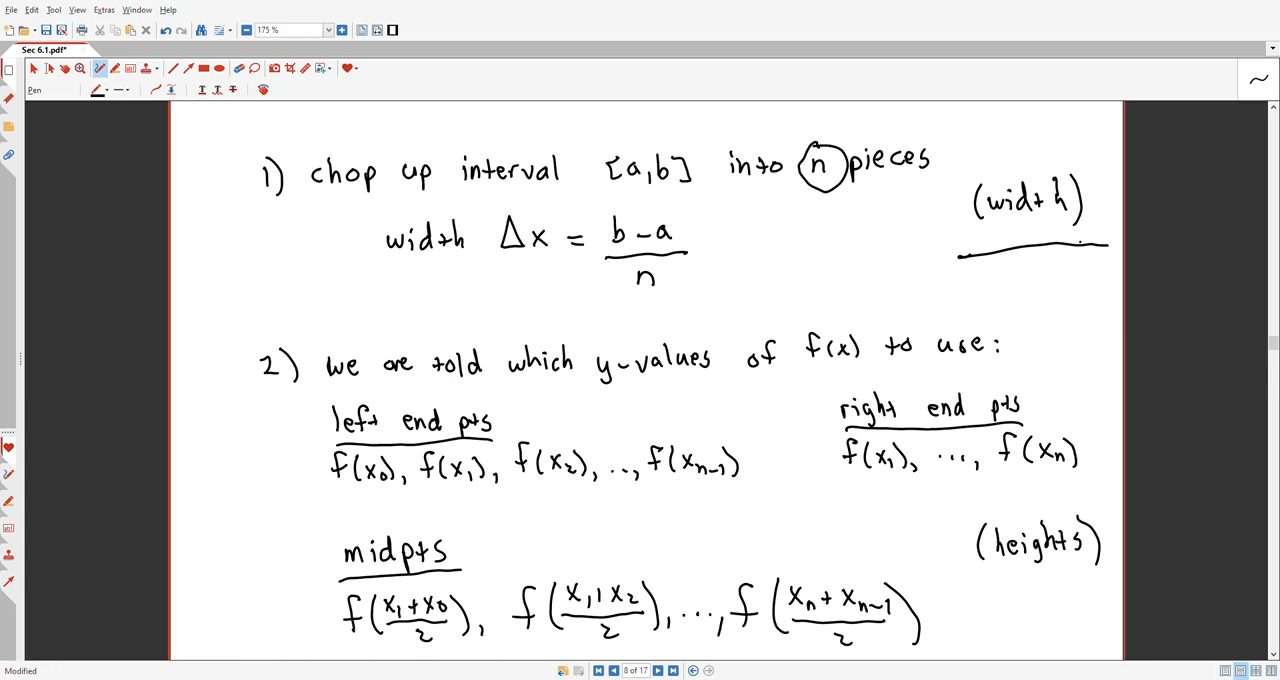 File Edit Tool View Extras Window Help
175 %
Sec 6.1.pdf*
Pen
1) chop up interval [a,b] into n pieces
(width)
width Δx = b-a / n
2) we are told which y-values of f(x) to use:
left end pts
right end pts
f(x₀), f(x₁), f(x₂), ..., f(xₙ₋₁)
f(x₁), ..., f(xₙ)
(heights)
midpts
f(x₁+x₀ / 2), f(x₁,x₂ / 2), ..., f(xₙ+xₙ₋₁ / 2)
Modified
8 of 17